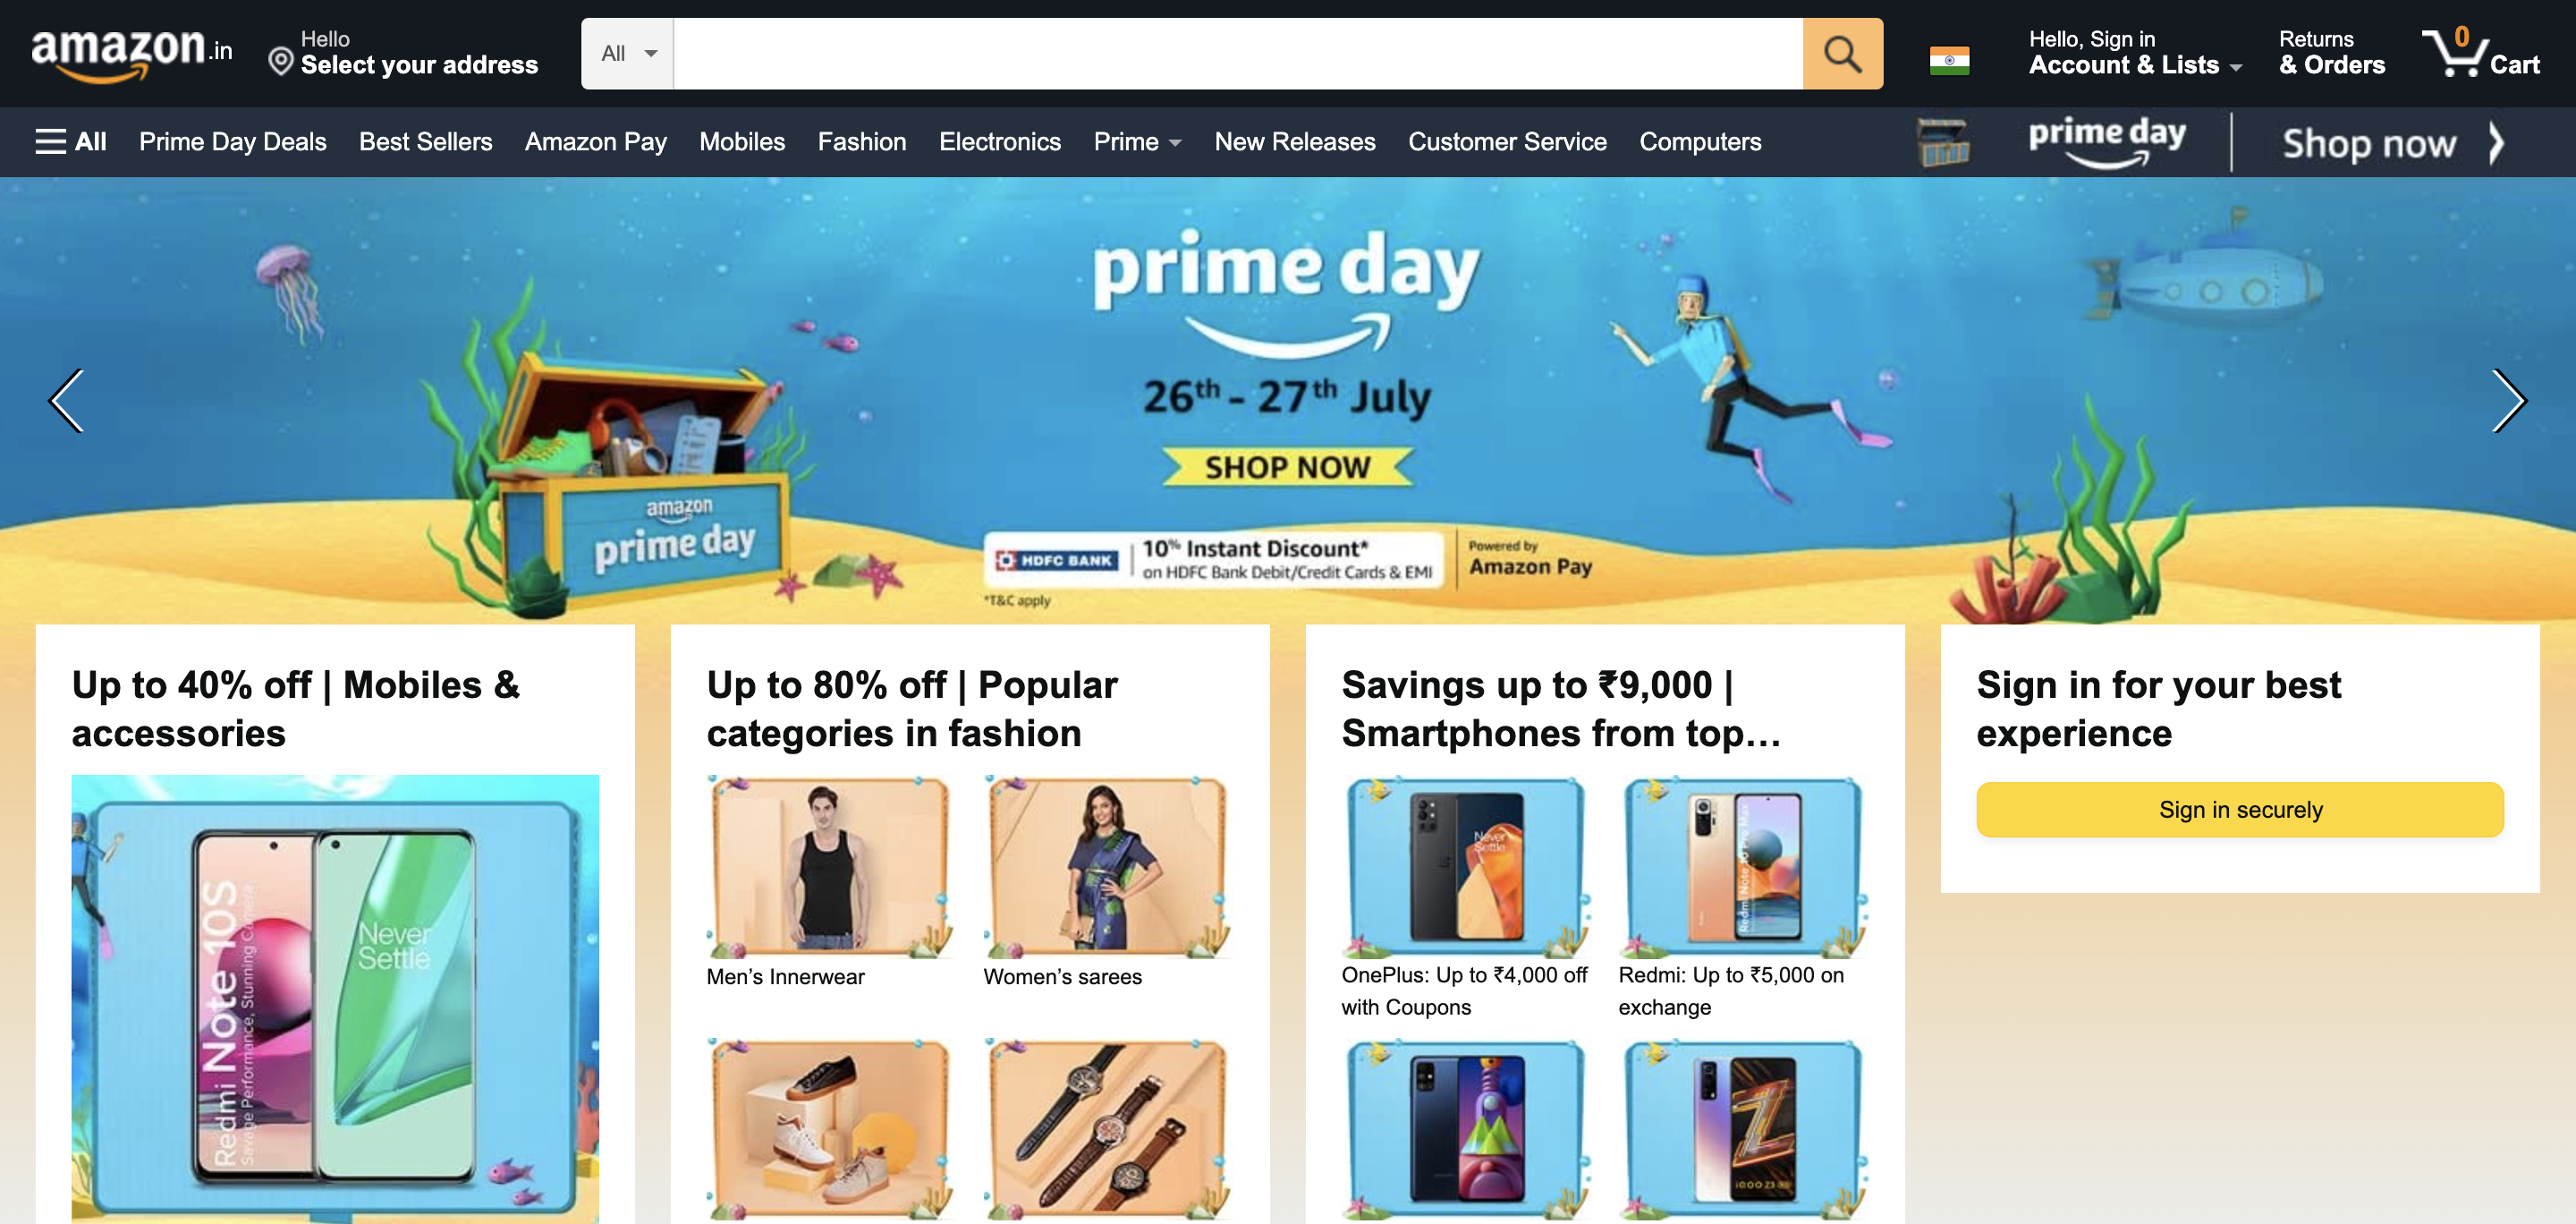 amazon.in
Hello
Select your address
All
Hello, Sign in
Account & Lists
Returns
& Orders
0
Cart
All
Prime Day Deals
Best Sellers
Amazon Pay
Mobiles
Fashion
Electronics
Prime
New Releases
Customer Service
Computers
prime day
Shop now
prime day
26th - 27th July
SHOP NOW
amazon
prime day
HDFC BANK
10% Instant Discount*
on HDFC Bank Debit/Credit Cards & EMI
Powered by
Amazon Pay
*T&C apply
Up to 40% off | Mobiles &
accessories
Redmi Note 10S
Savage Performance, Stunning Camera
Never
Settle
Up to 80% off | Popular
categories in fashion
Men’s Innerwear
Women’s sarees
Savings up to ₹9,000 |
Smartphones from top…
Never
Settle
Redmi Note 10 Pro Max
OnePlus: Up to ₹4,000 off
with Coupons
Redmi: Up to ₹5,000 on
exchange
Z
iQOO Z3 5G
Sign in for your best
experience
Sign in securely